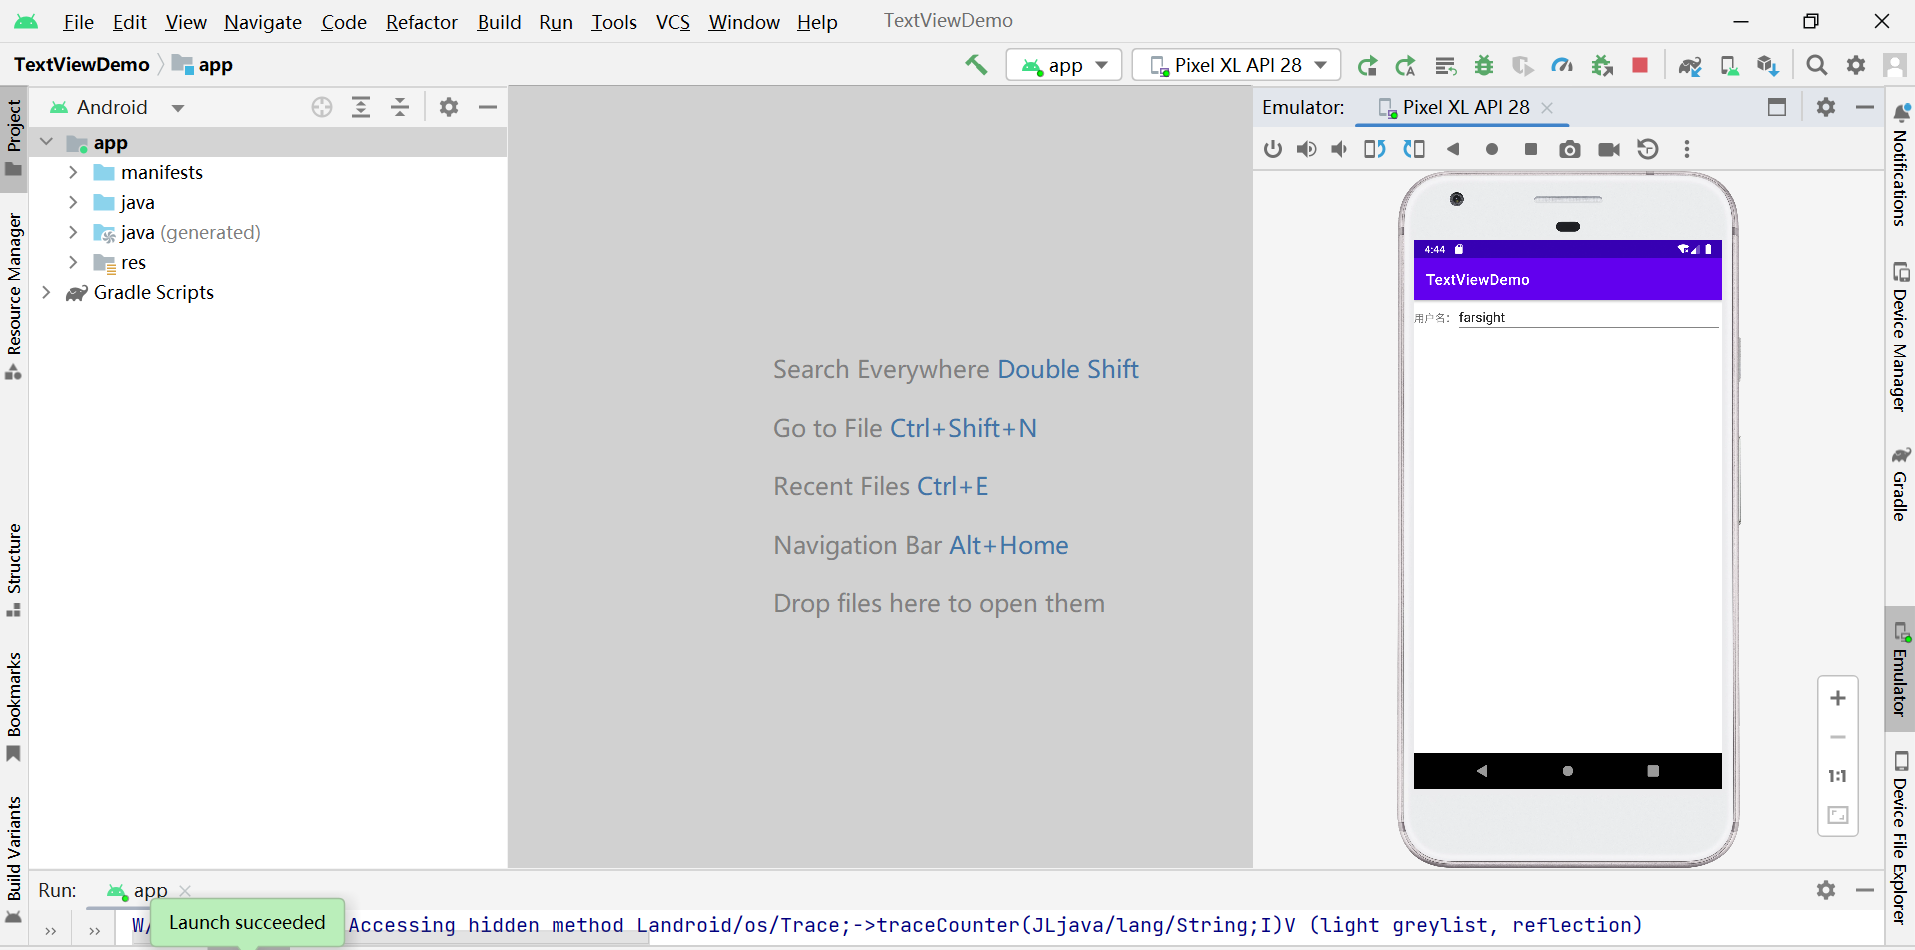 File Edit View Navigate Code Refactor Build Run Tools VCS Window Help TextViewDemo
TextViewDemo app
app Pixel XL API 28
Project
Resource Manager
Structure
Bookmarks
Build Variants
Android
app
manifests
java
java (generated)
res
Gradle Scripts
Search Everywhere Double Shift
Go to File Ctrl+Shift+N
Recent Files Ctrl+E
Navigation Bar Alt+Home
Drop files here to open them
Emulator: Pixel XL API 28
4:44
TextViewDemo
用户名: farsight
1:1
Notifications
Device Manager
Gradle
Emulator
Device File Explorer
Run: app
Launch succeeded
W/ Accessing hidden method Landroid/os/Trace;->traceCounter(JLjava/lang/String;I)V (light greylist, reflection)